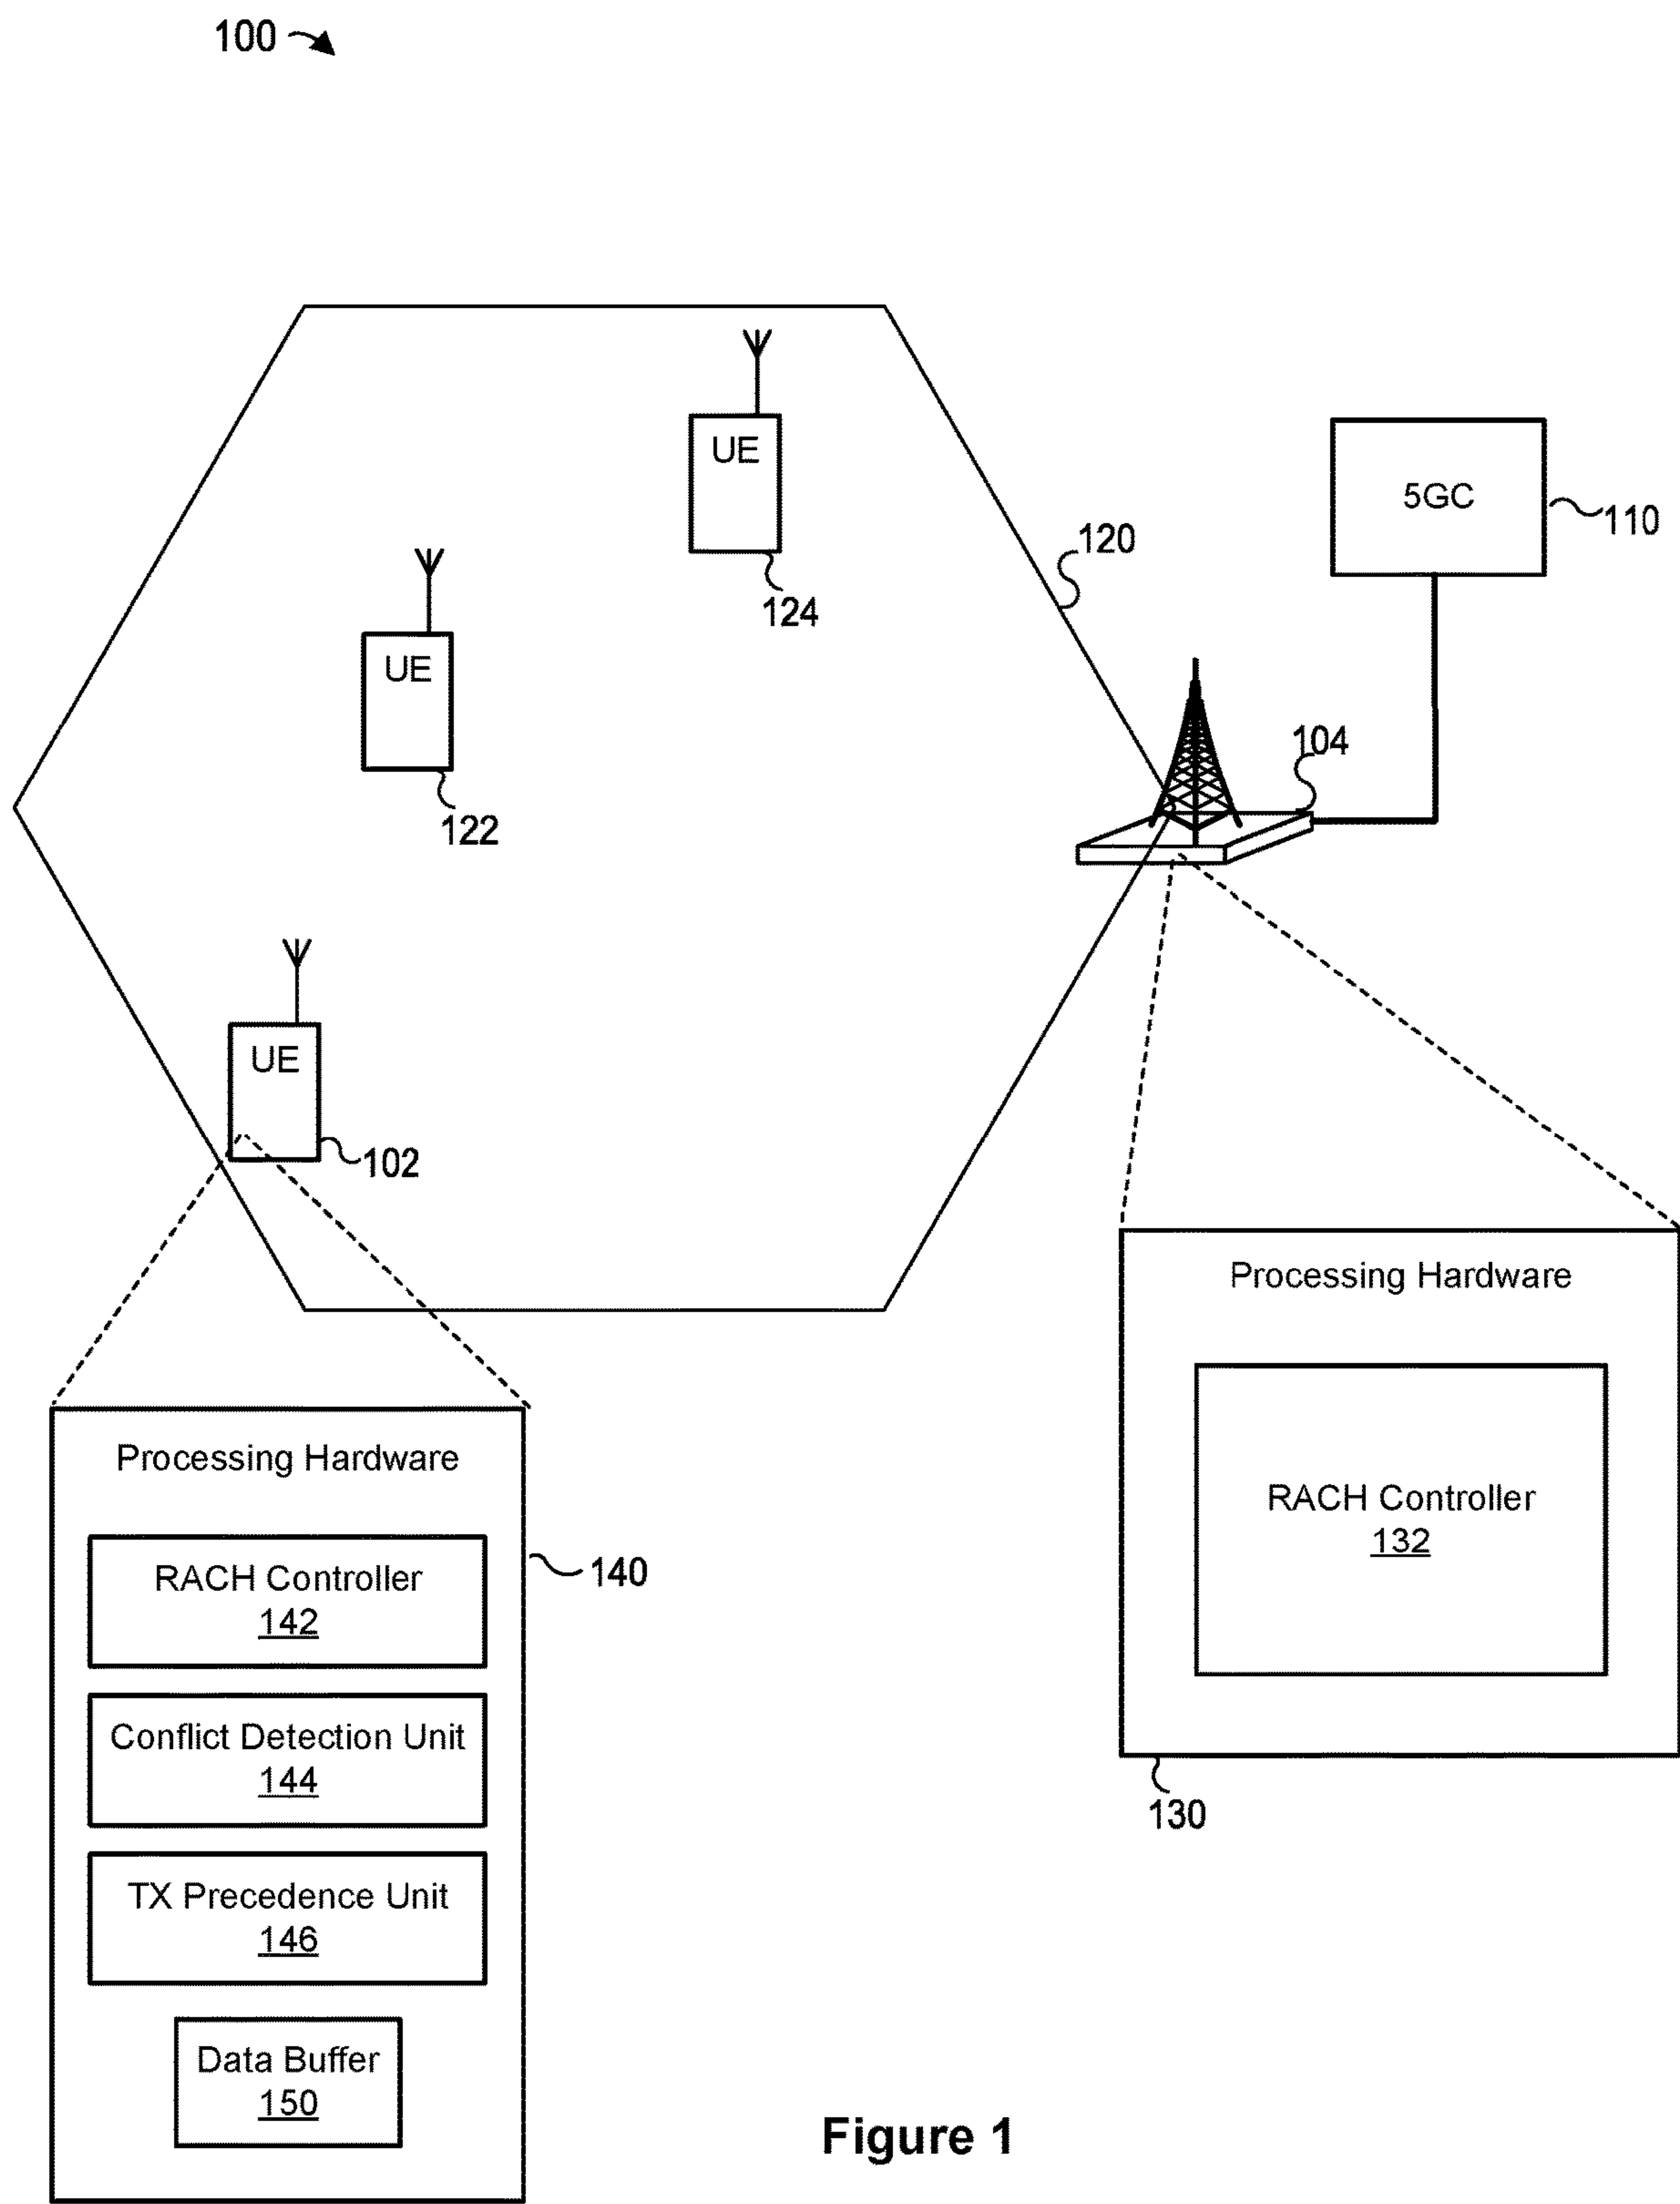 100
UE
124
120
5GC
110
UE
122
104
UE
102
Processing Hardware
RACH Controller
132
130
Processing Hardware
RACH Controller
142
140
Conflict Detection Unit
144
TX Precedence Unit
146
Data Buffer
150
Figure 1